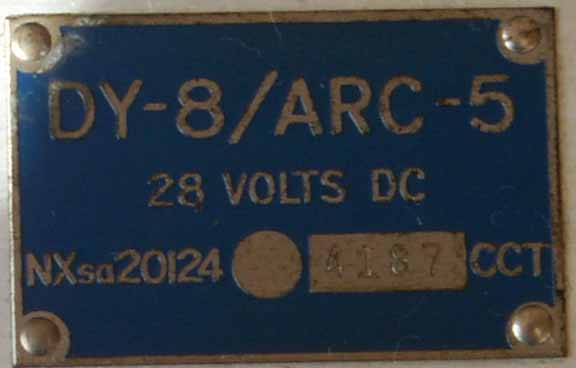 DY-8/ARC-5
28 VOLTS DC
NXsa20124 4187 CCT